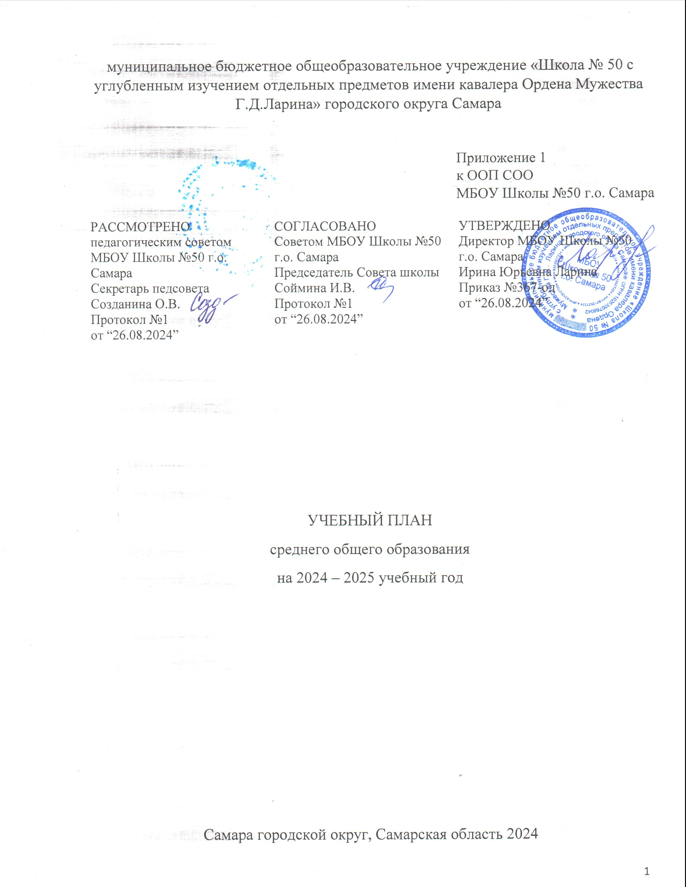 муниципальное бюджетное общеобразовательное учреждение «Школа № 50 с
углубленным изучением отдельных предметов имени кавалера Ордена Мужества
Г.Д.Ларина» городского округа Самара
Приложение 1
к ООП СОО
МБОУ Школы №50 г.о. Самара
РАССМОТРЕНО
педагогическим советом
МБОУ Школы №50 г.о.
Самара
Секретарь педсовета
Созданина О.В.
Протокол №1
от “26.08.2024”
СОГЛАСОВАНО
Советом МБОУ Школы №50
г.о. Самара
Председатель Совета школы
Соймина И.В.
Протокол №1
от “26.08.2024”
УТВЕРЖДЕНО
Директор МБОУ Школы №50
г.о. Самара
Ирина Юрьевна Ларина
Приказ №367-од
от “26.08.2024”
УЧЕБНЫЙ ПЛАН
среднего общего образования
на 2024 – 2025 учебный год
Самара городской округ, Самарская область 2024
1